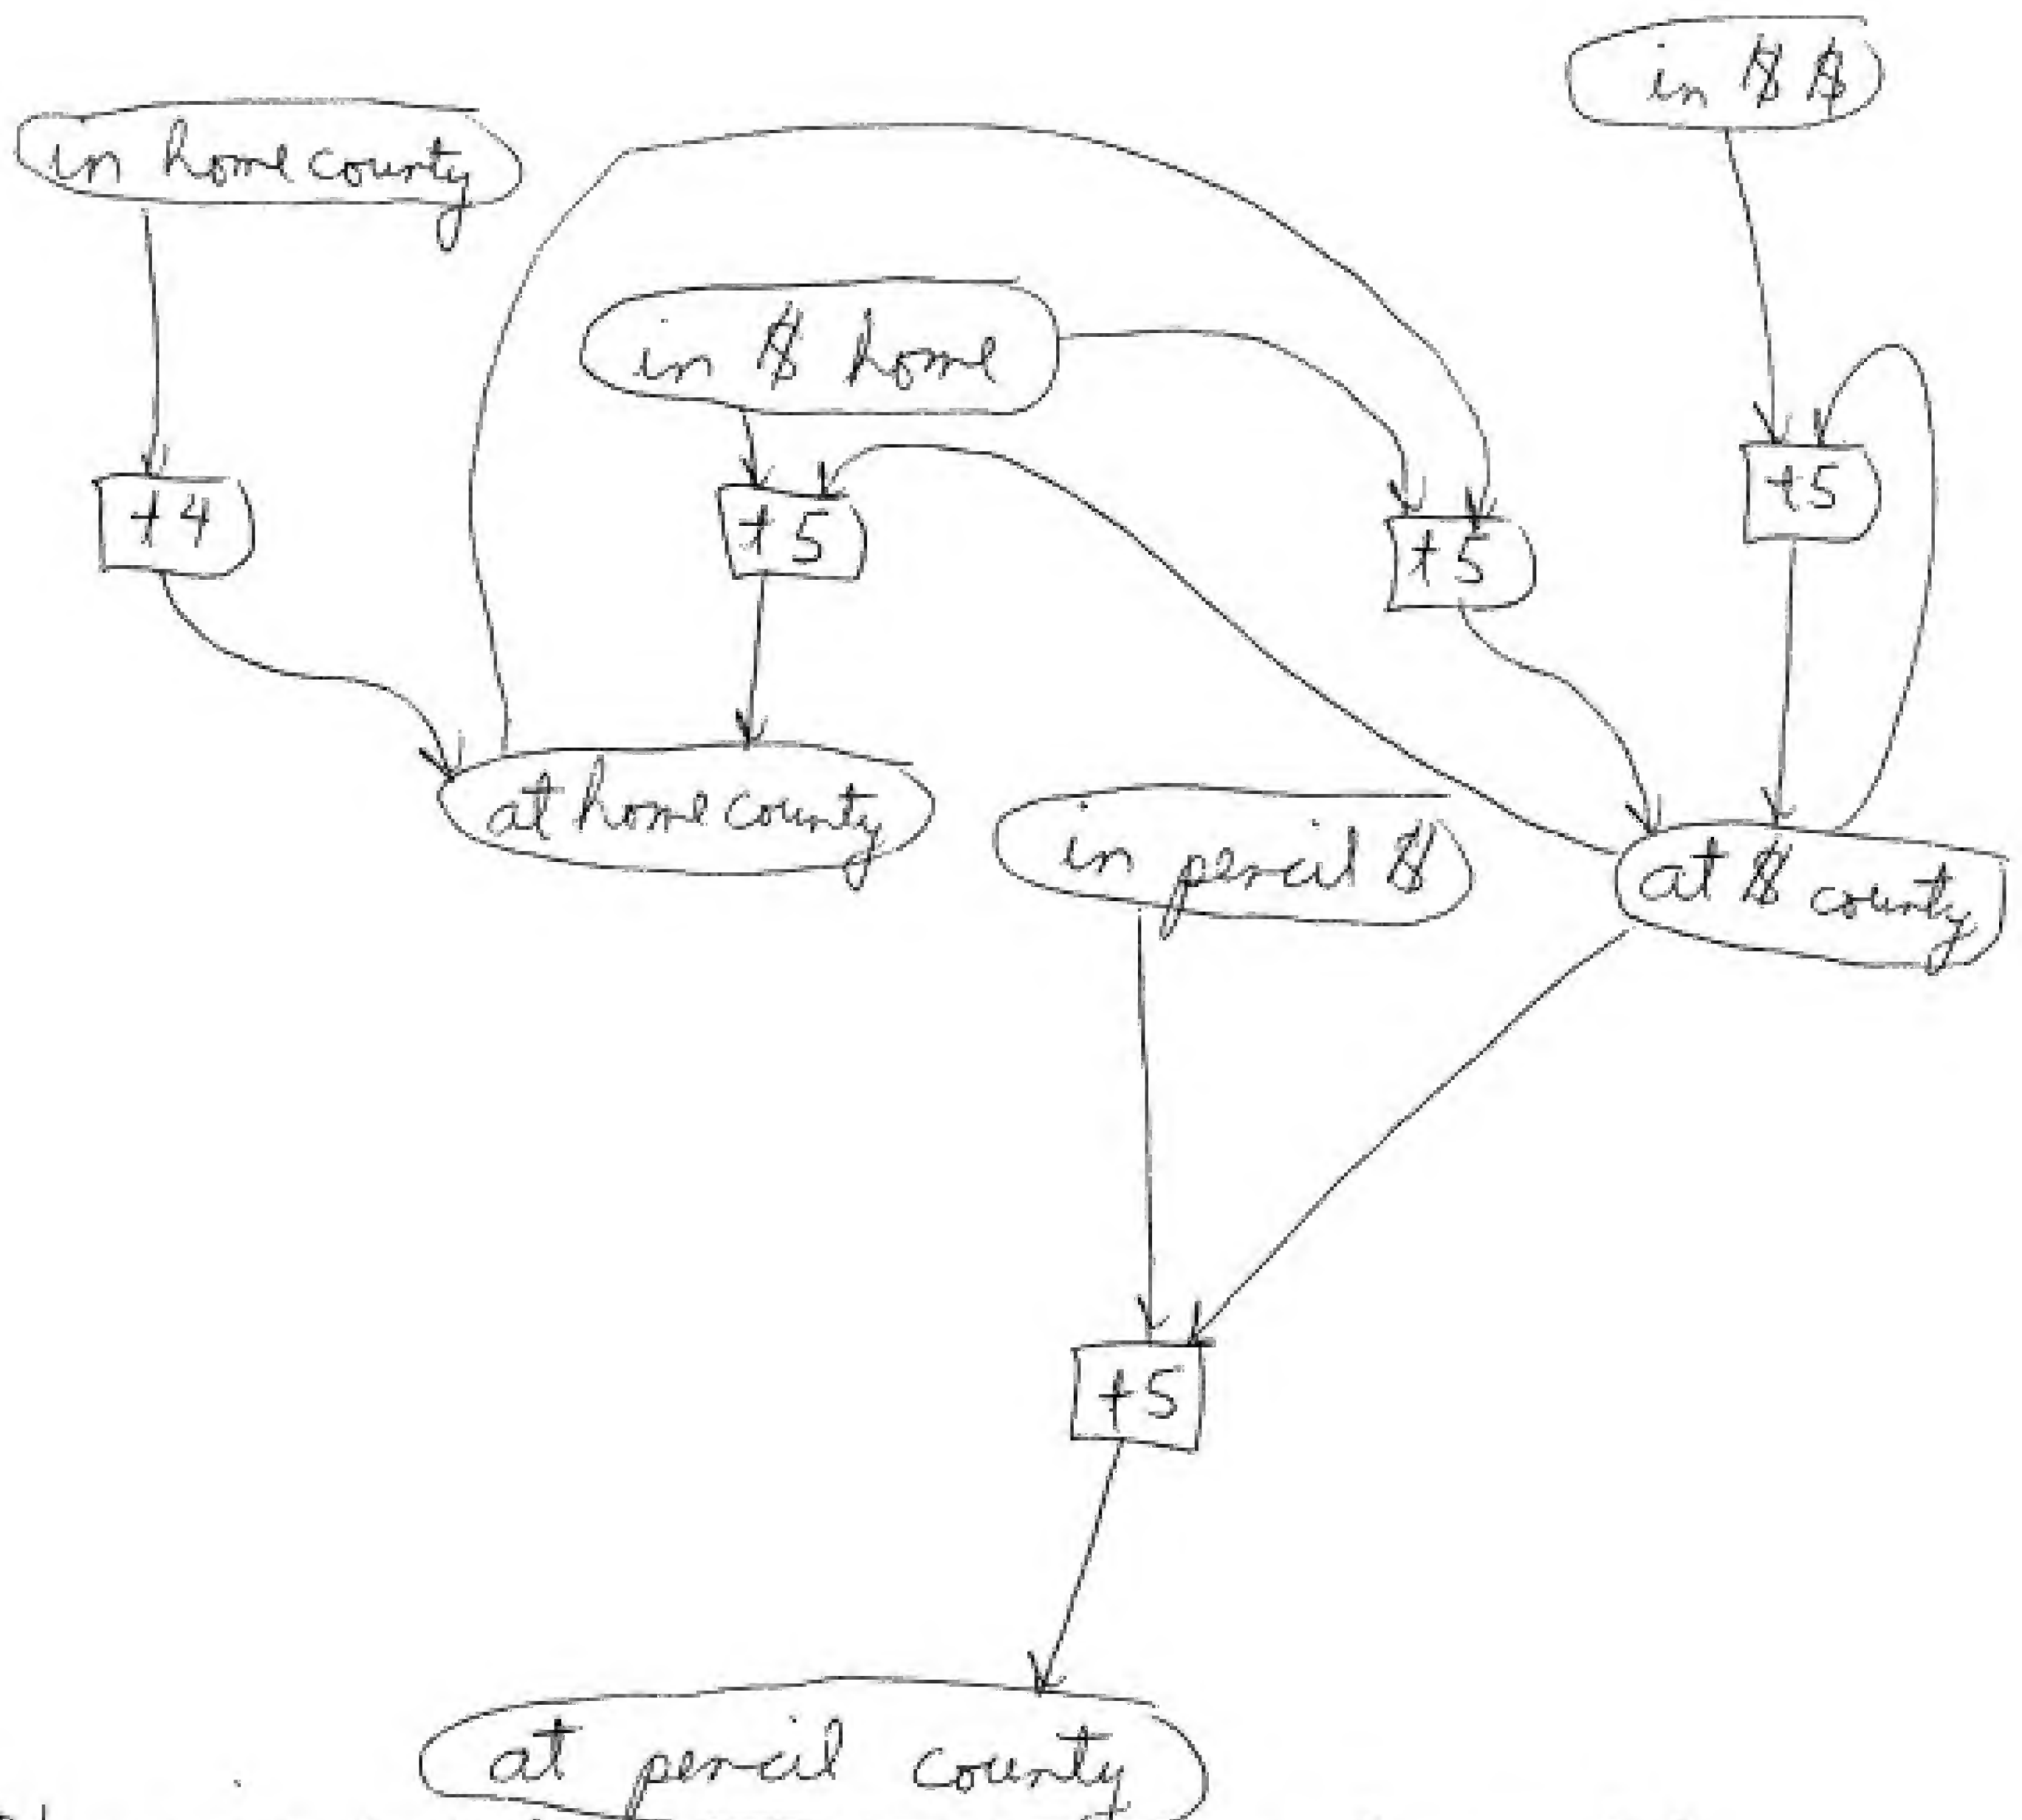 in $ $
in home county
in $ home
+4
+5
+5
+5
at home county
in pencil $
at $ county
+5
at pencil county